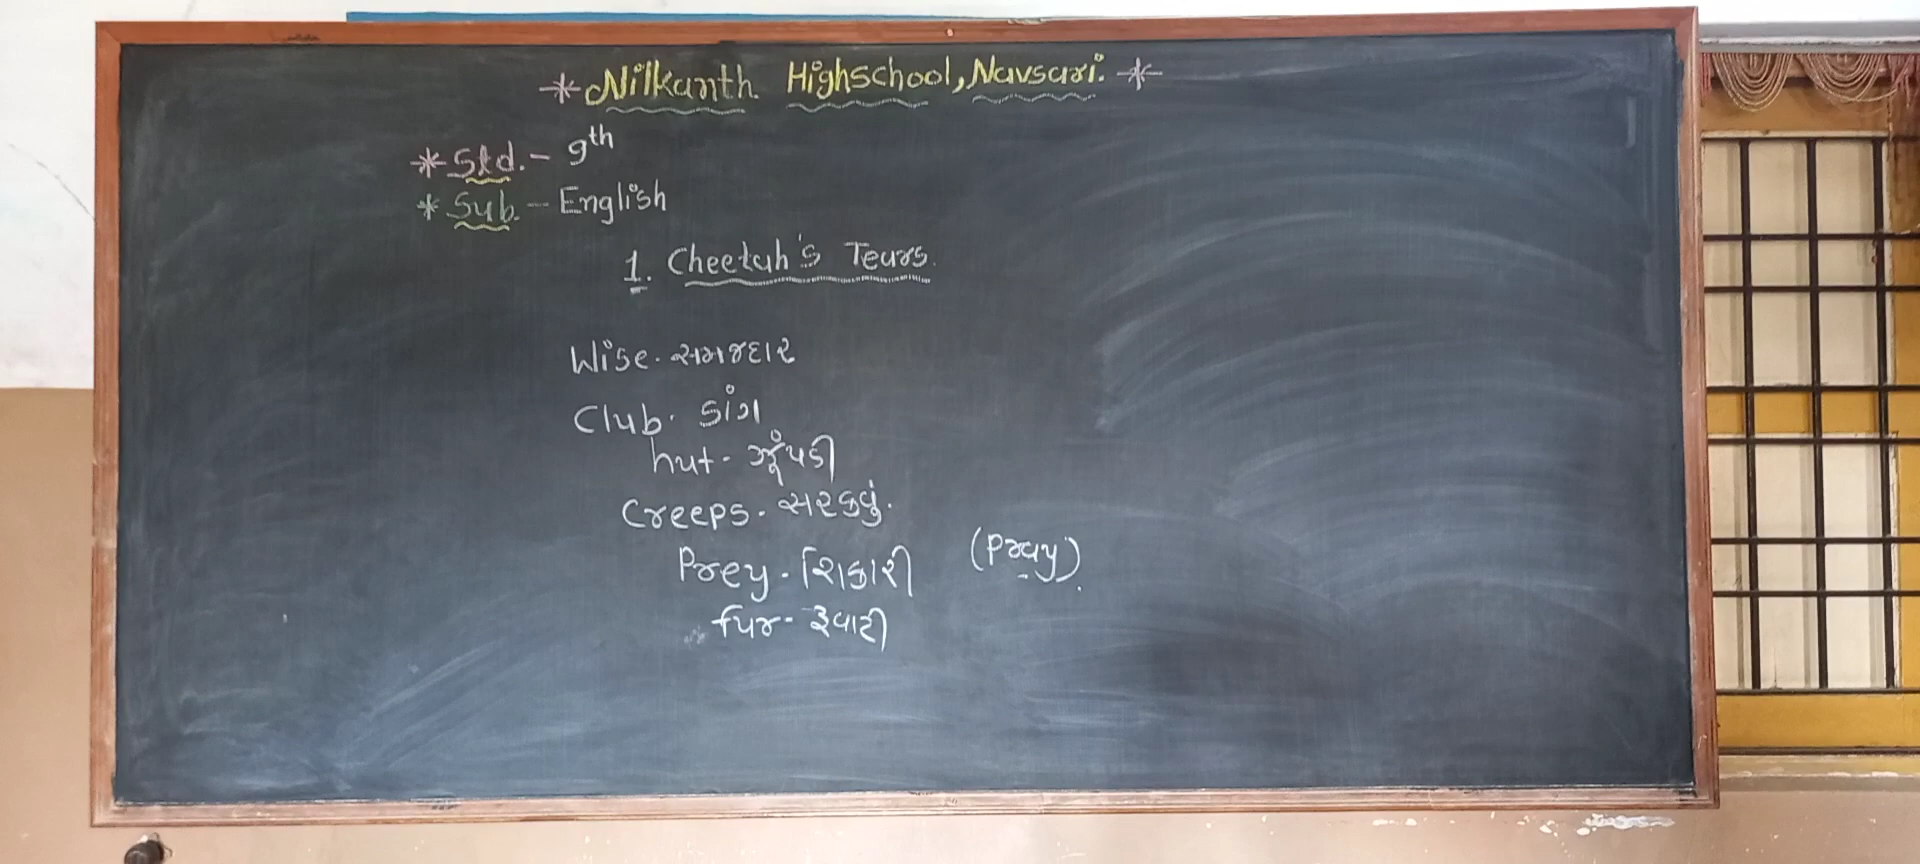 * Nilkanth. Highschool, Navsari. *
* Std. - 9th
* Sub. - English
1. Cheetah's Tears.
Wise. સમજદાર
Club. ડાંગ
hut - ઝૂંપડી
Creeps. સરકવું.
Prey. શિકારી (Pray).
fur - રૂવાટી